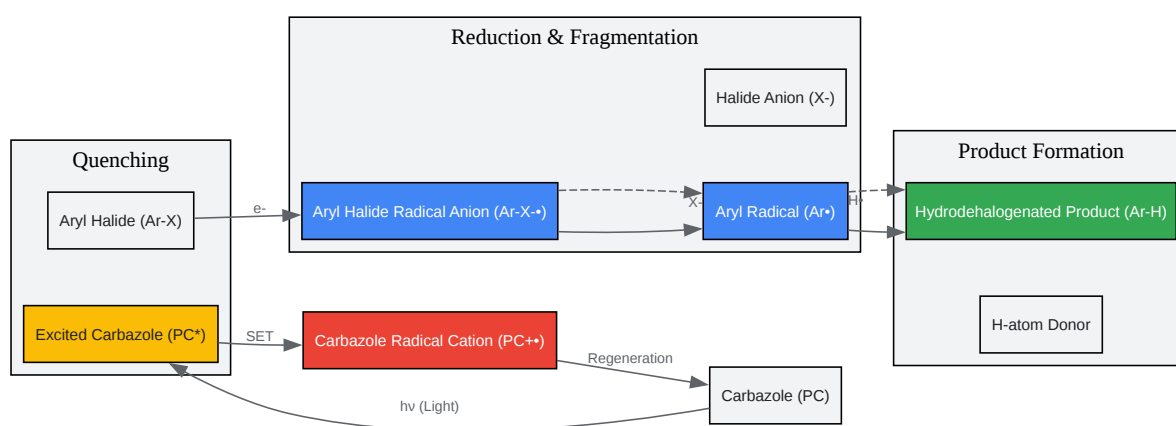 Reduction & Fragmentation
Halide Anion (X-)
Quenching
Product Formation
Aryl Halide (Ar-X)
e-
Aryl Halide Radical Anion (Ar-X-•)
X-
Aryl Radical (Ar•)
H•
Hydrodehalogenated Product (Ar-H)
Excited Carbazole (PC*)
SET
Carbazole Radical Cation (PC+•)
H-atom Donor
Regeneration
Carbazole (PC)
hν (Light)